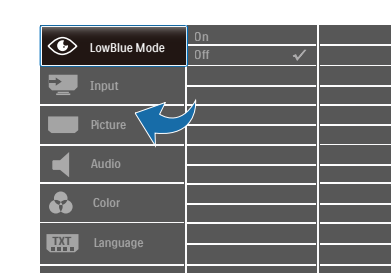 LowBlue Mode
On
Off
Input
Picture
Audio
Color
TXT
Language